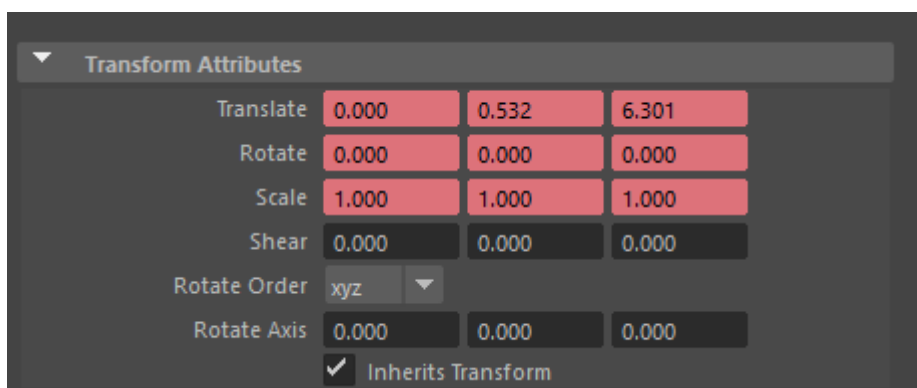 Transform Attributes
Translate 0.000 0.532 6.301
Rotate 0.000 0.000 0.000
Scale 1.000 1.000 1.000
Shear 0.000 0.000 0.000
Rotate Order xyz
Rotate Axis 0.000 0.000 0.000
Inherits Transform